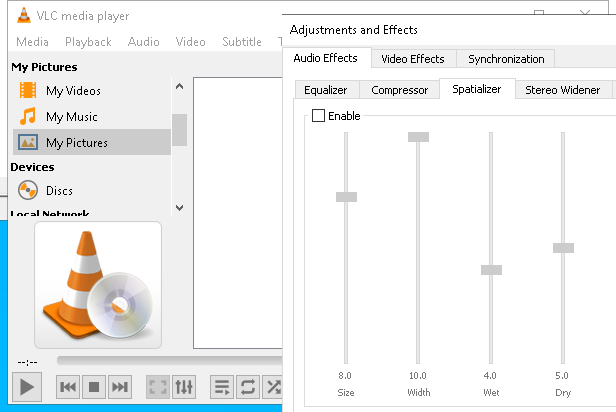 VLC media player
Media Playback Audio Video Subtitle
Adjustments and Effects
Audio Effects Video Effects Synchronization
Equalizer Compressor Spatializer Stereo Widener
Enable
My Pictures
My Videos
My Music
My Pictures
Devices
Discs
Local Network
8.0 10.0 4.0 5.0
Size Width Wet Dry
--:--